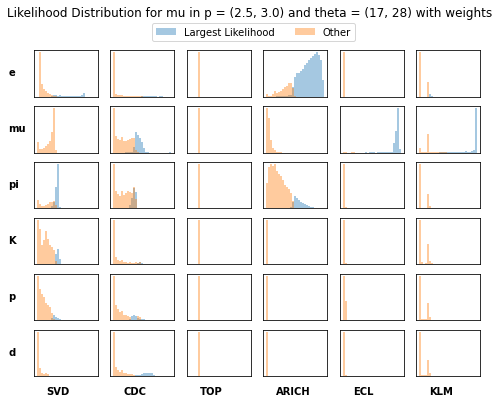 Likelihood Distribution for mu in p = (2.5, 3.0) and theta = (17, 28) with weights
Largest Likelihood Other
e
mu
pi
K
p
d
SVD CDC TOP ARICH ECL KLM